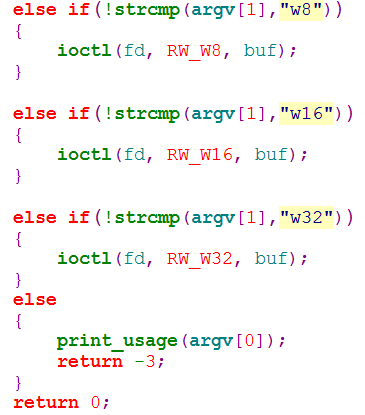 else if(!strcmp(argv[1],"w8"))
{
    ioctl(fd, RW_W8, buf);
}
else if(!strcmp(argv[1],"w16"))
{
    ioctl(fd, RW_W16, buf);
}
else if(!strcmp(argv[1],"w32"))
{
    ioctl(fd, RW_W32, buf);
}
else
{
    print_usage(argv[0]);
    return -3;
}
return 0;